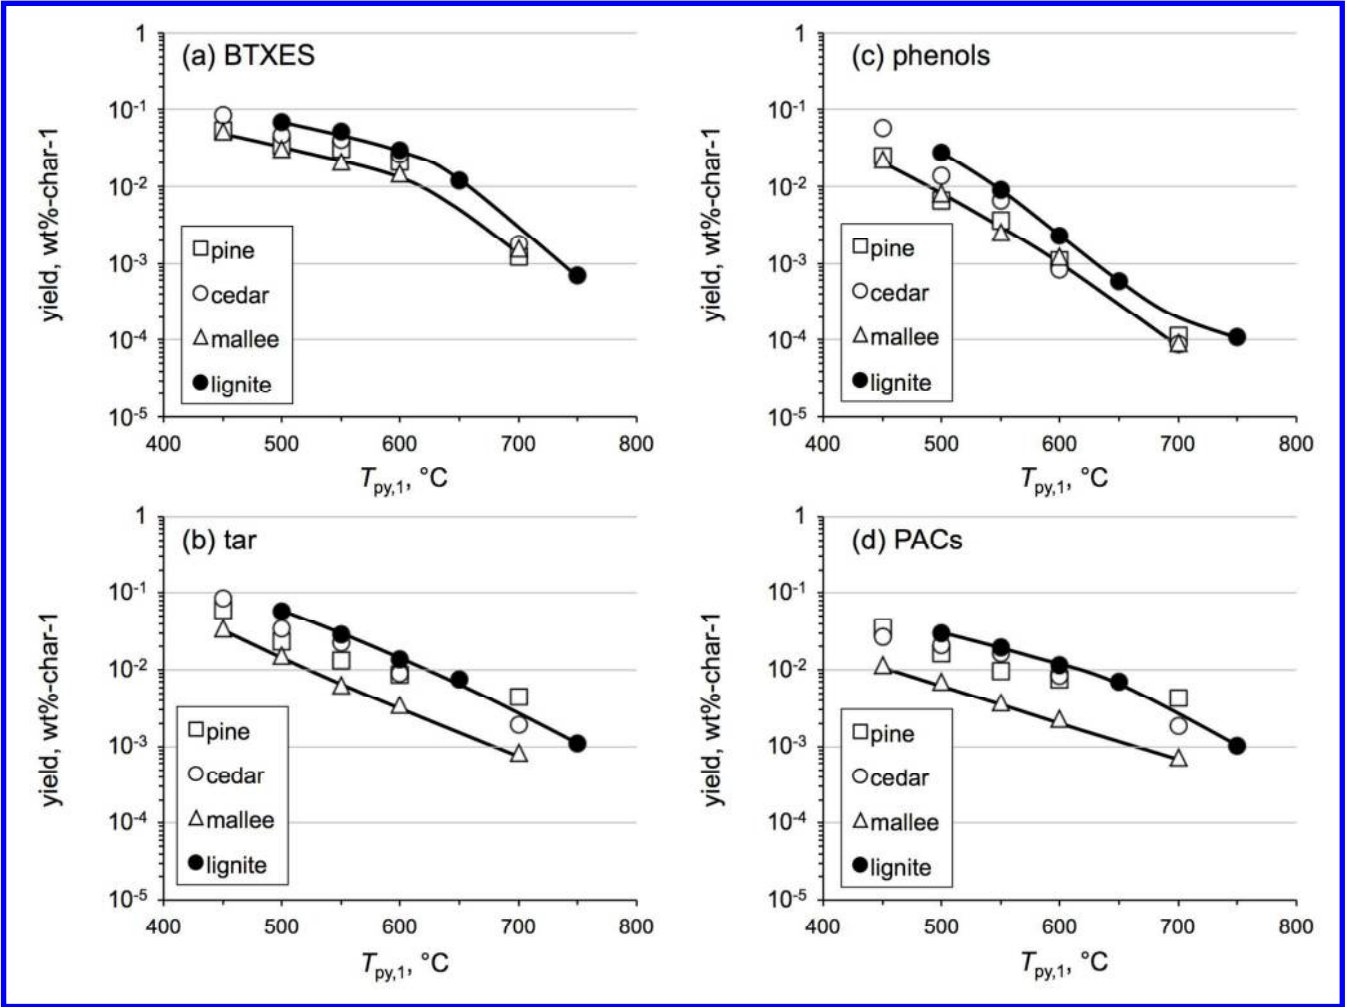 (a) BTXES
1
10-1
10-2
10-3
10-4
10-5
yield, wt%-char-1
pine
cedar
mallee
lignite
400 500 600 700 800
Tpy,1, °C
(c) phenols
1
10-1
10-2
10-3
10-4
10-5
yield, wt%-char-1
pine
cedar
mallee
lignite
400 500 600 700 800
Tpy,1, °C
(b) tar
1
10-1
10-2
10-3
10-4
10-5
yield, wt%-char-1
pine
cedar
mallee
lignite
400 500 600 700 800
Tpy,1, °C
(d) PACs
1
10-1
10-2
10-3
10-4
10-5
yield, wt%-char-1
pine
cedar
mallee
lignite
400 500 600 700 800
Tpy,1, °C